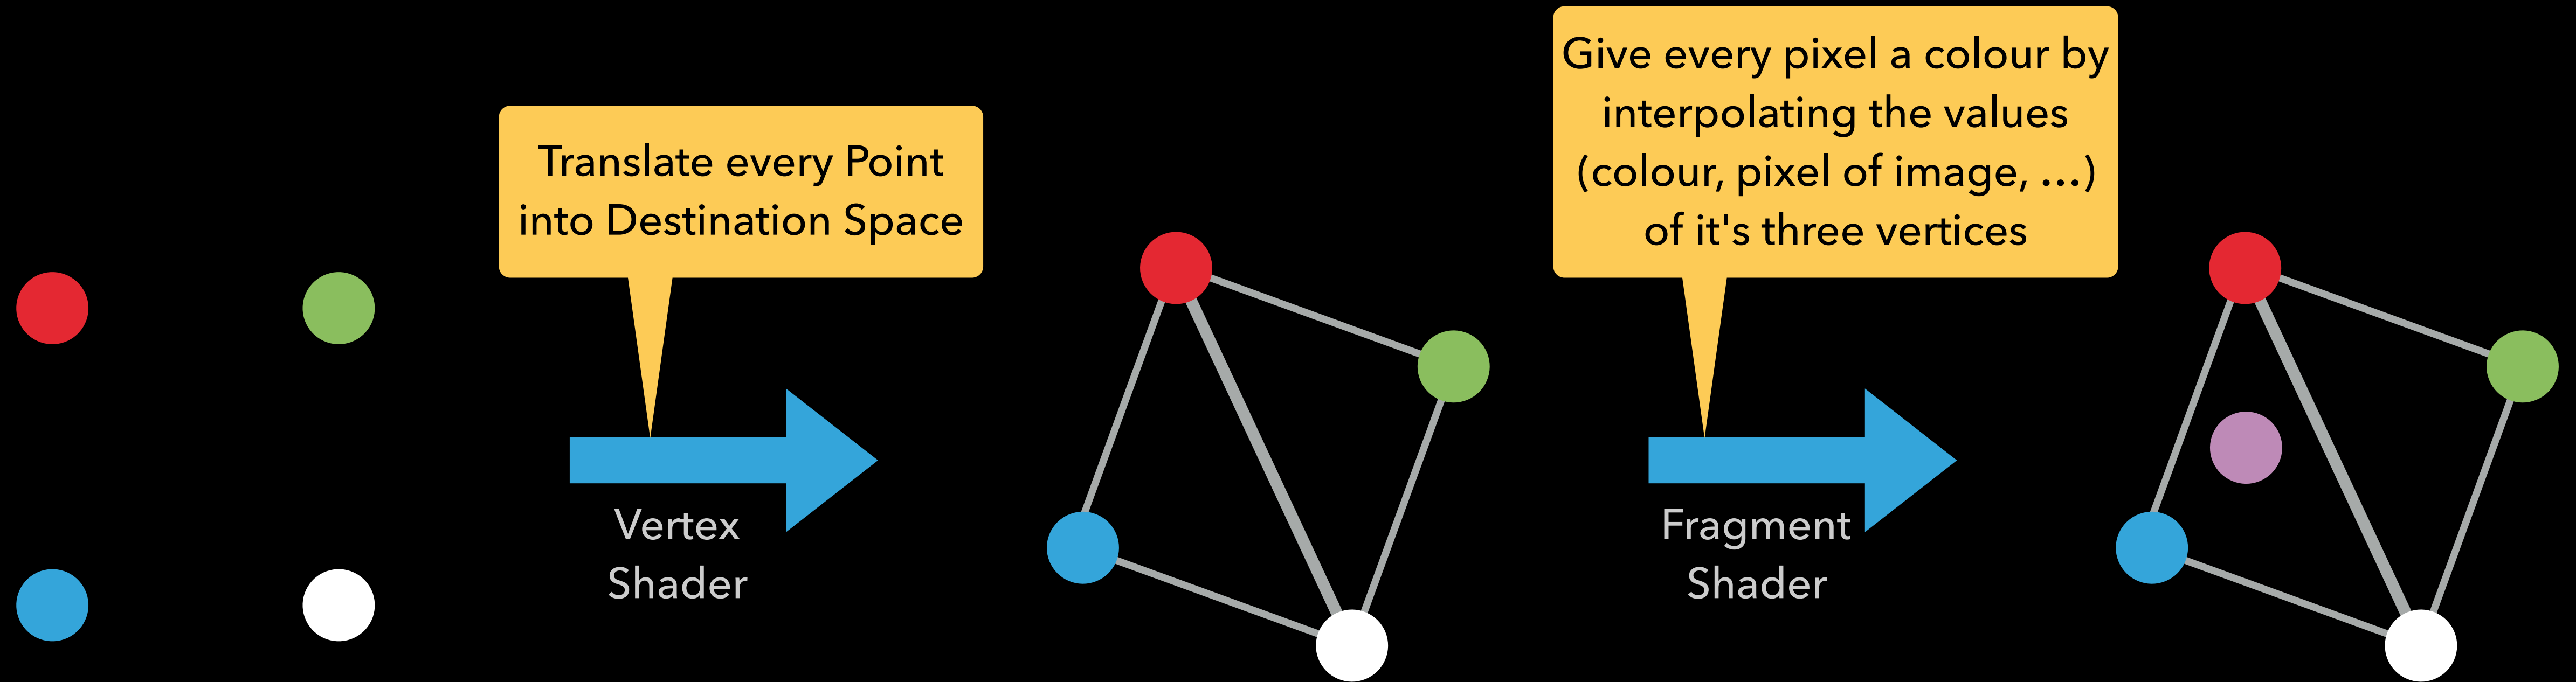 Translate every Point
into Destination Space
Vertex
Shader
Give every pixel a colour by
interpolating the values
(colour, pixel of image, ...)
of it's three vertices
Fragment
Shader